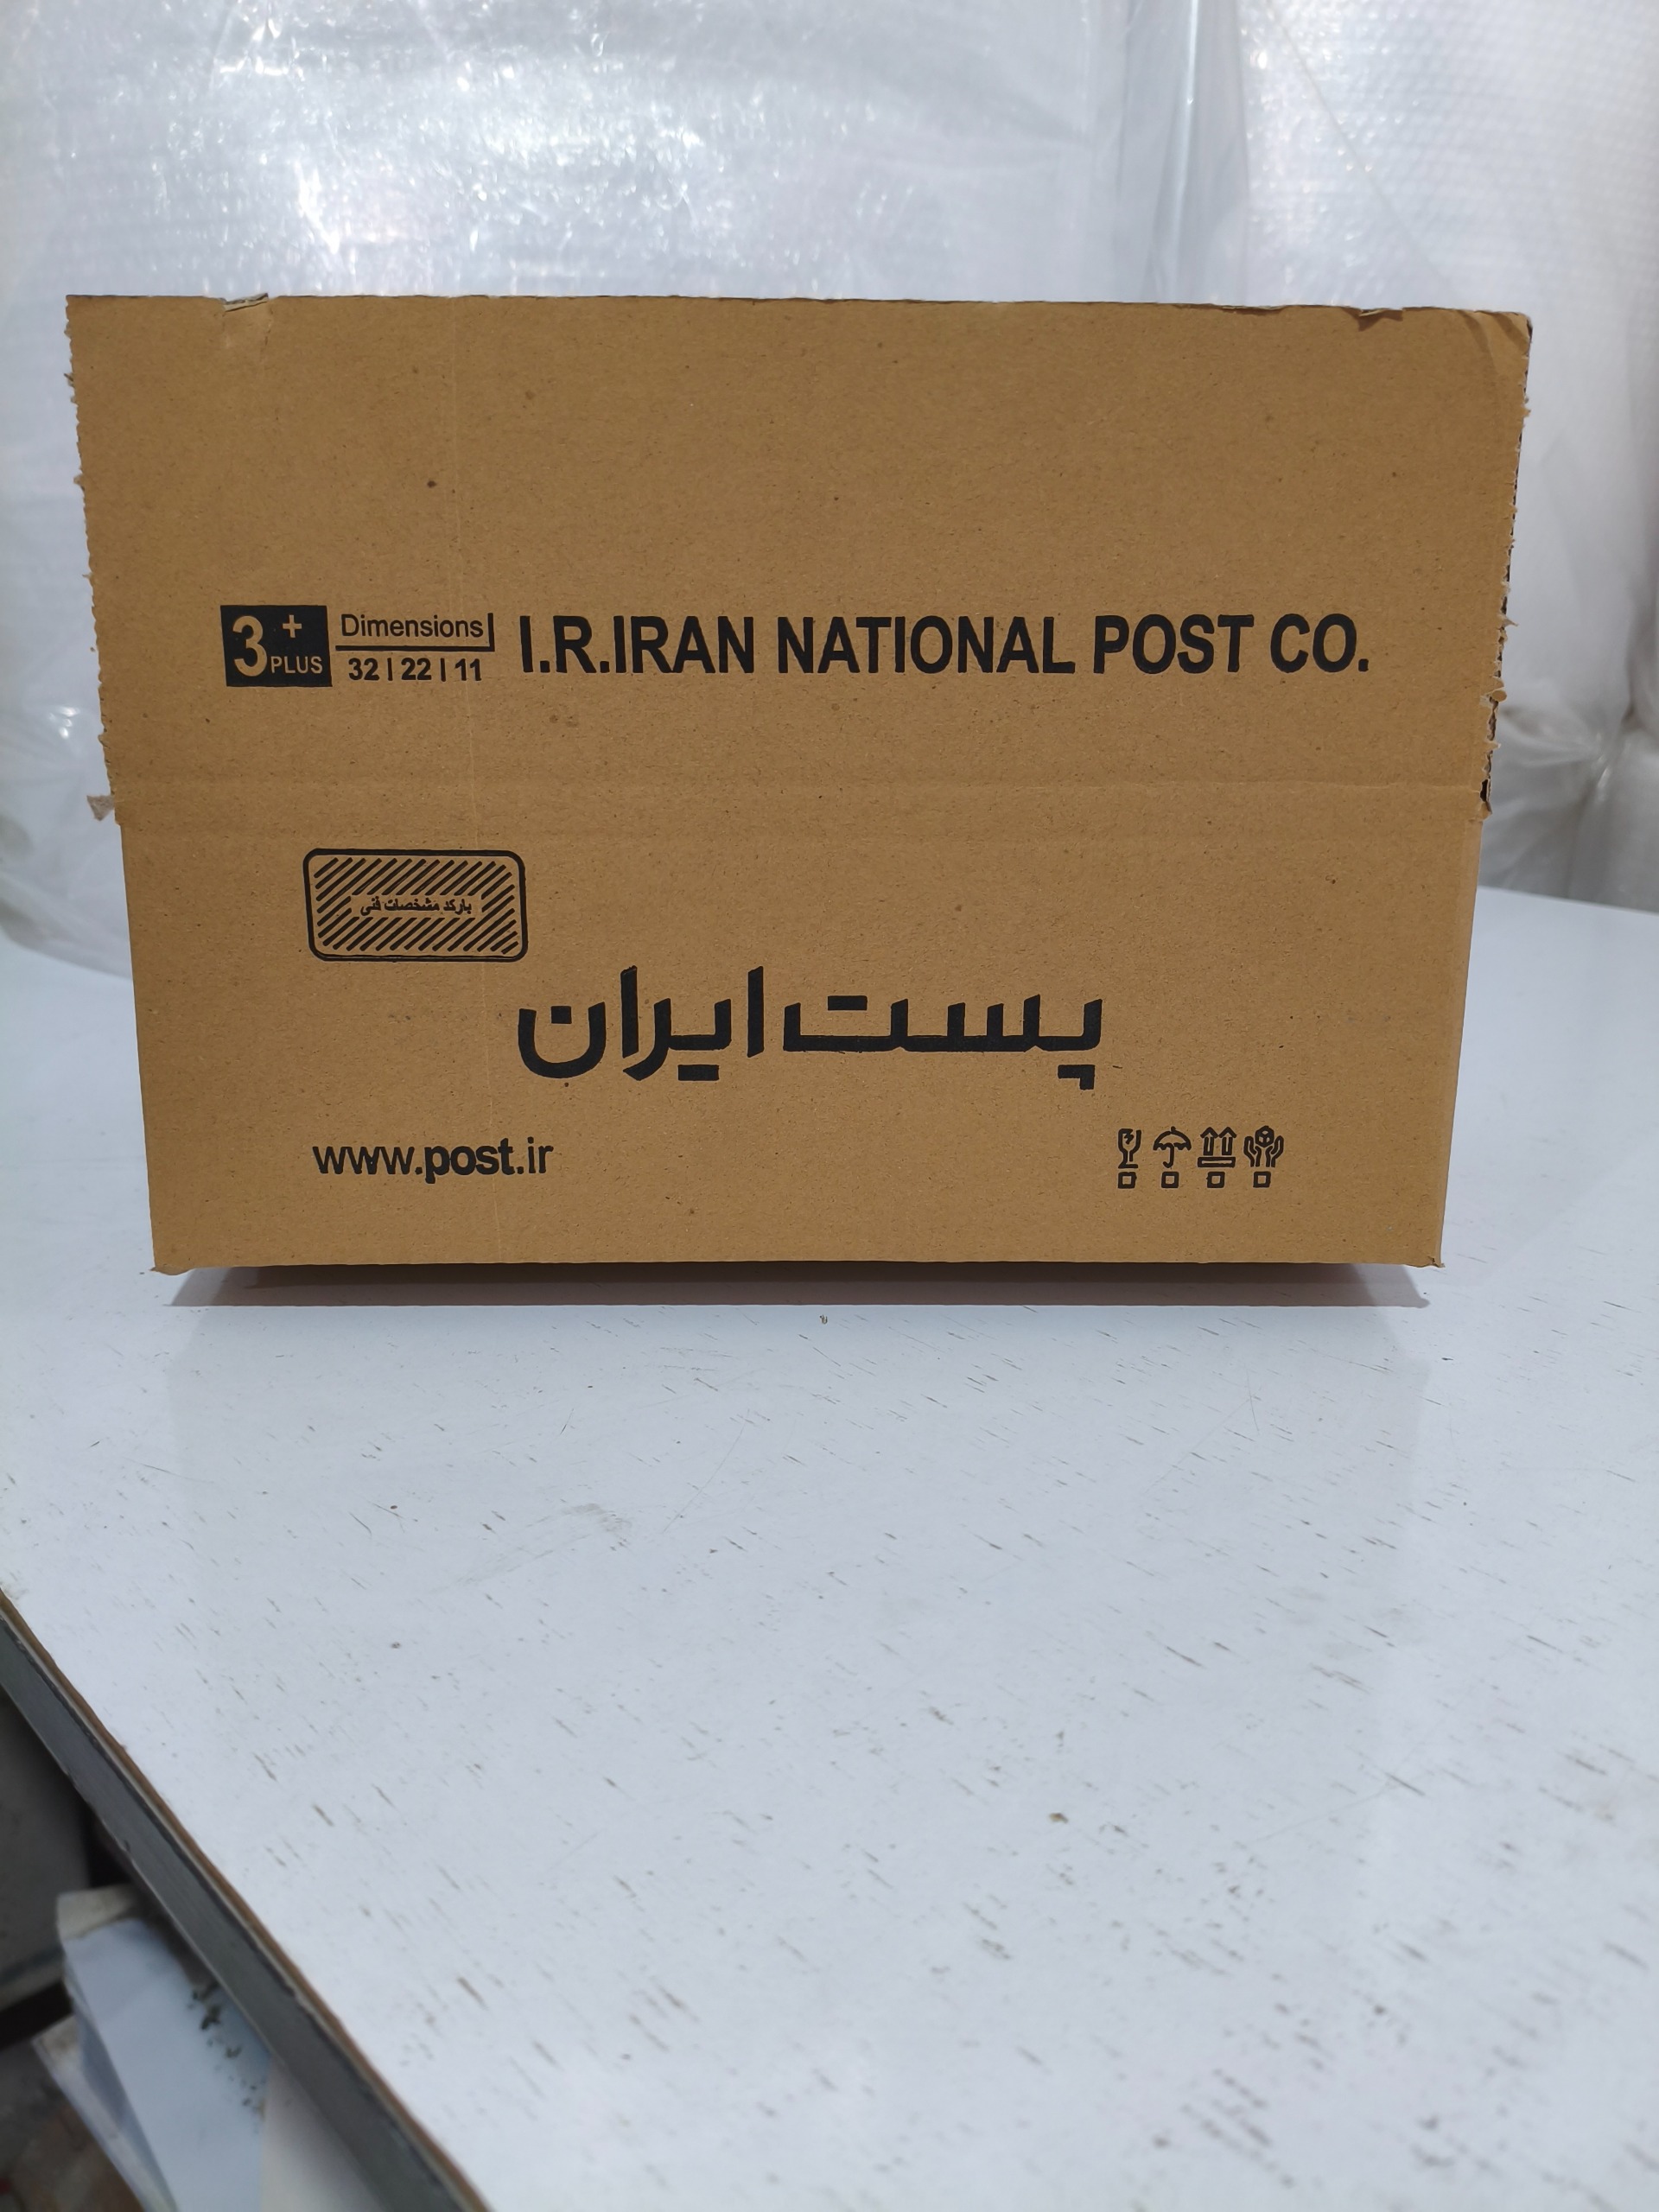 3+ PLUS
Dimensions
32 | 22 | 11
I.R.IRAN NATIONAL POST CO.
بارکد مشخصات فنی
پست ایران
www.post.ir